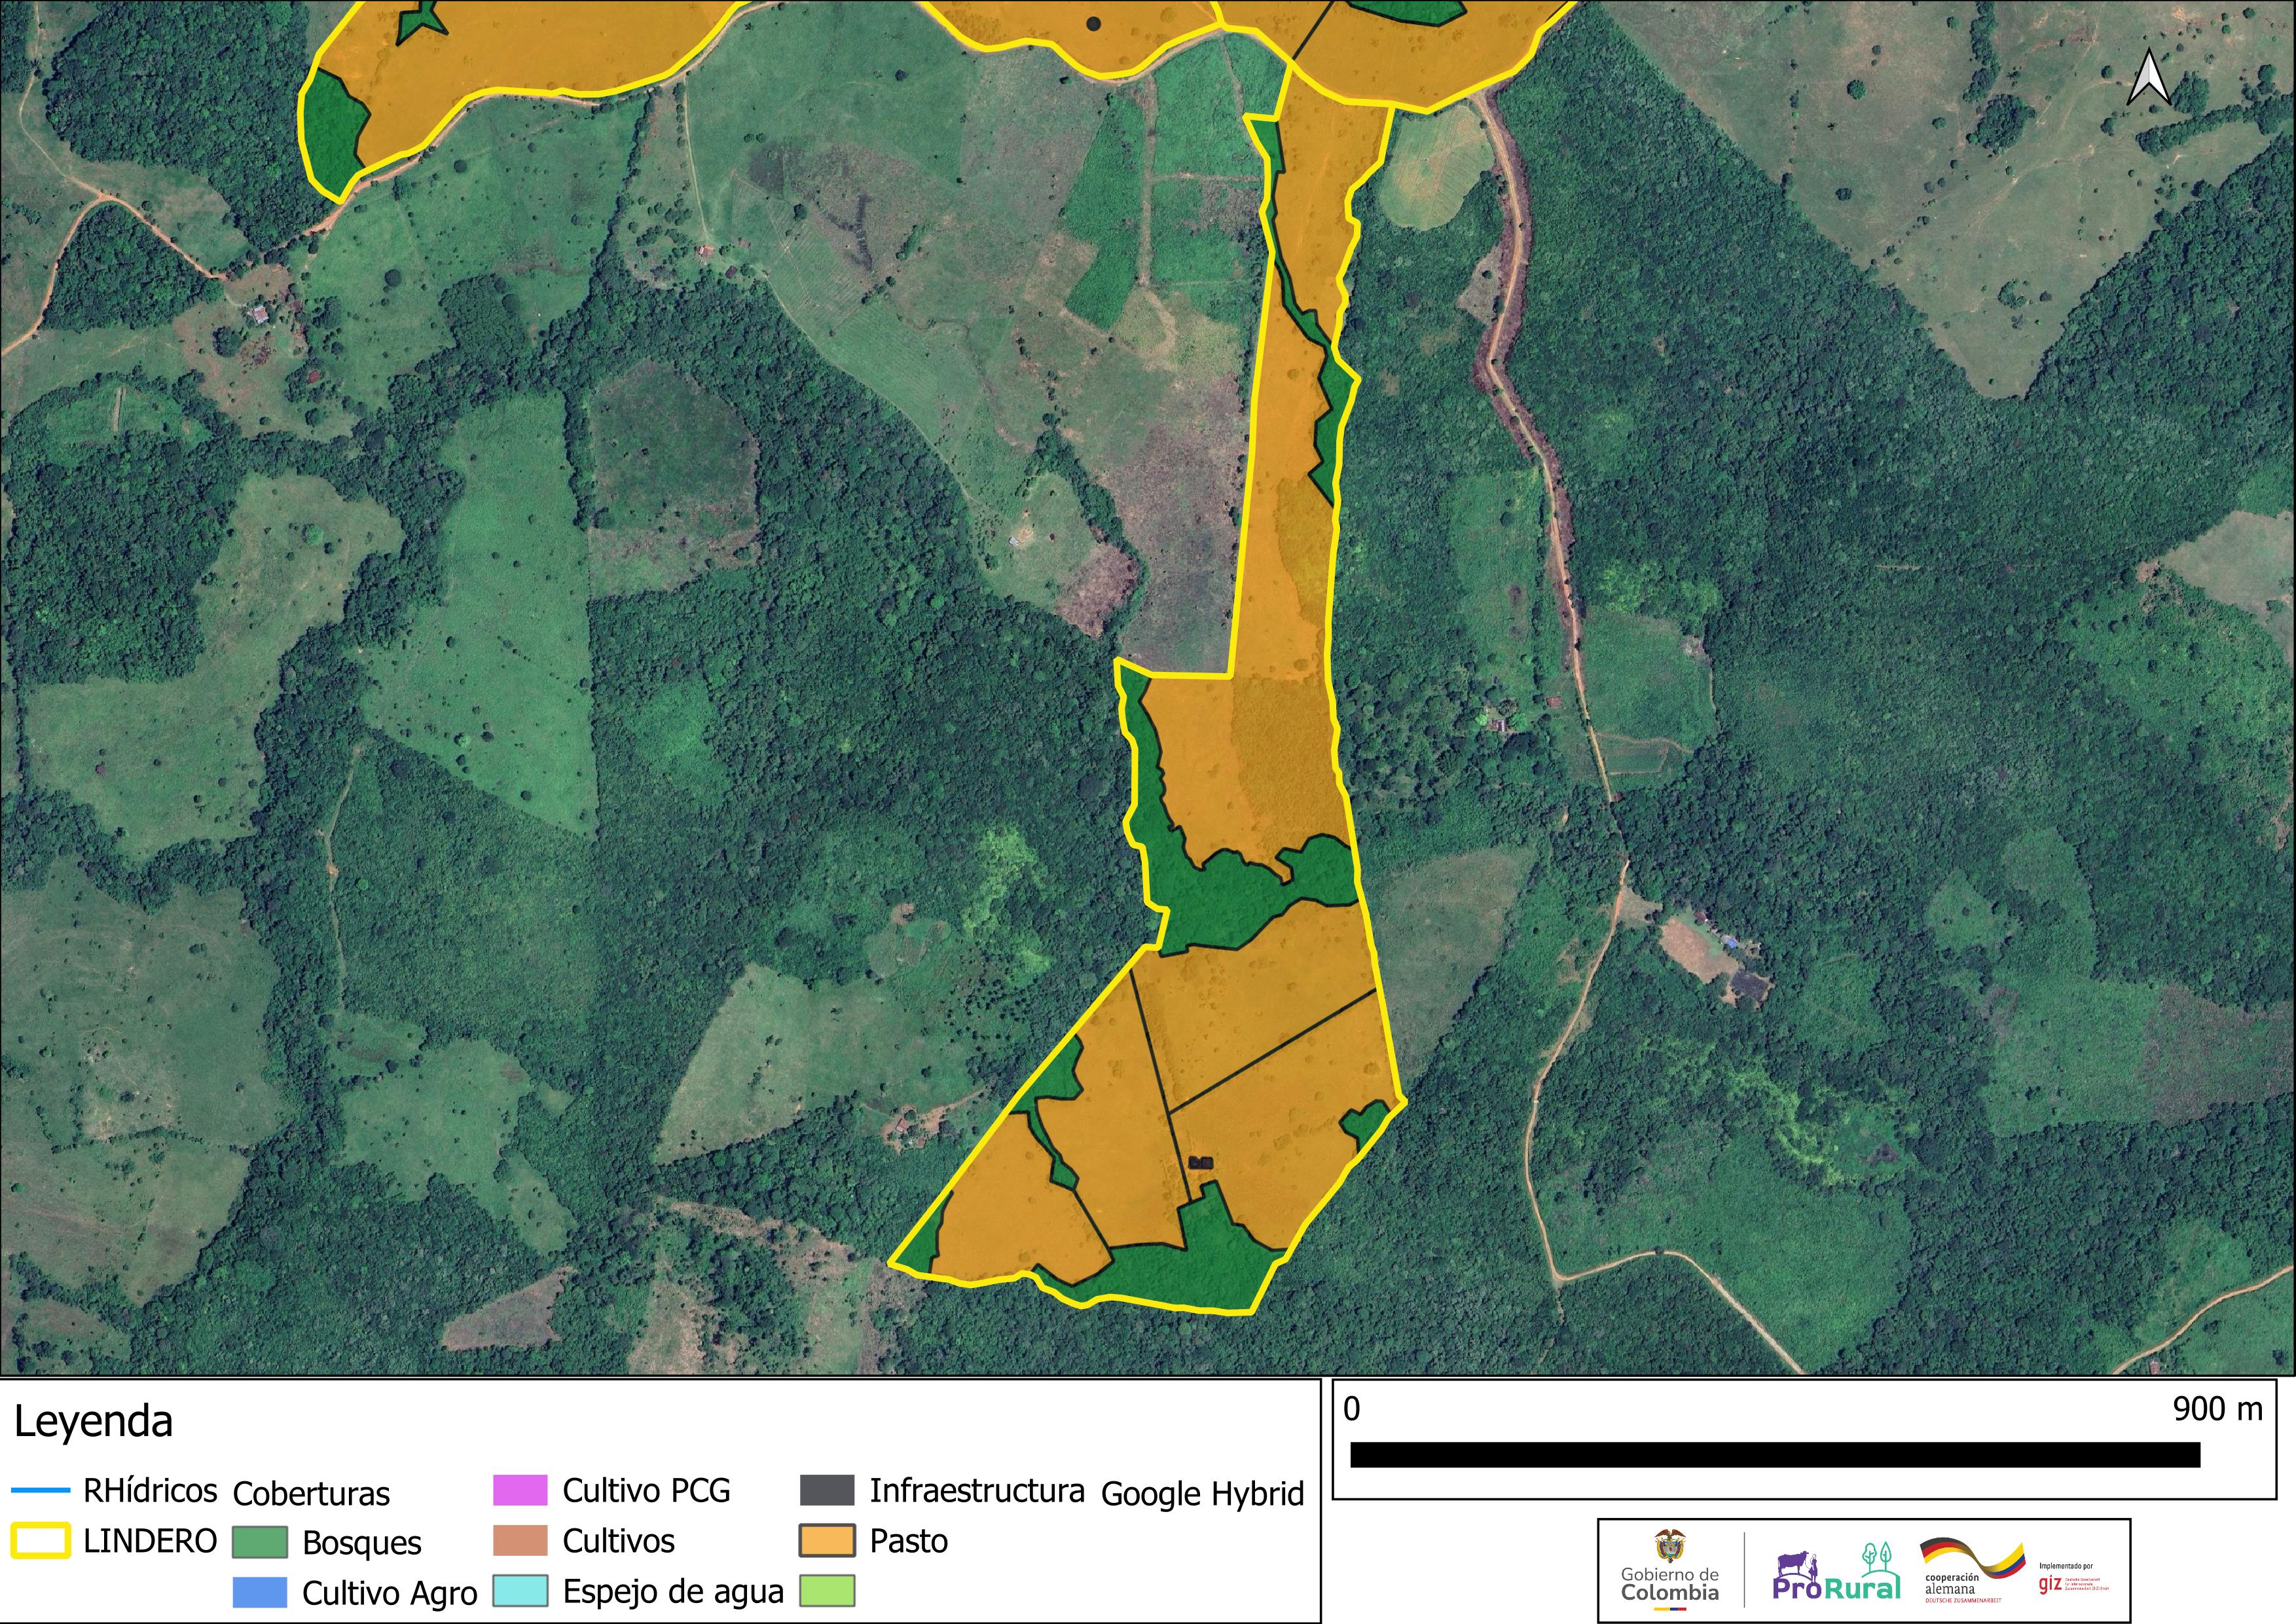 Leyenda
RHídricos
LINDERO
Coberturas
Bosques
Cultivo Agro
Cultivo PCG
Cultivos
Espejo de agua
Infraestructura
Pasto
Google Hybrid
0 900 m
Gobierno de
Colombia
ProRural
cooperación
alemana
DEUTSCHE ZUSAMMENARBEIT
Implementado por
giz